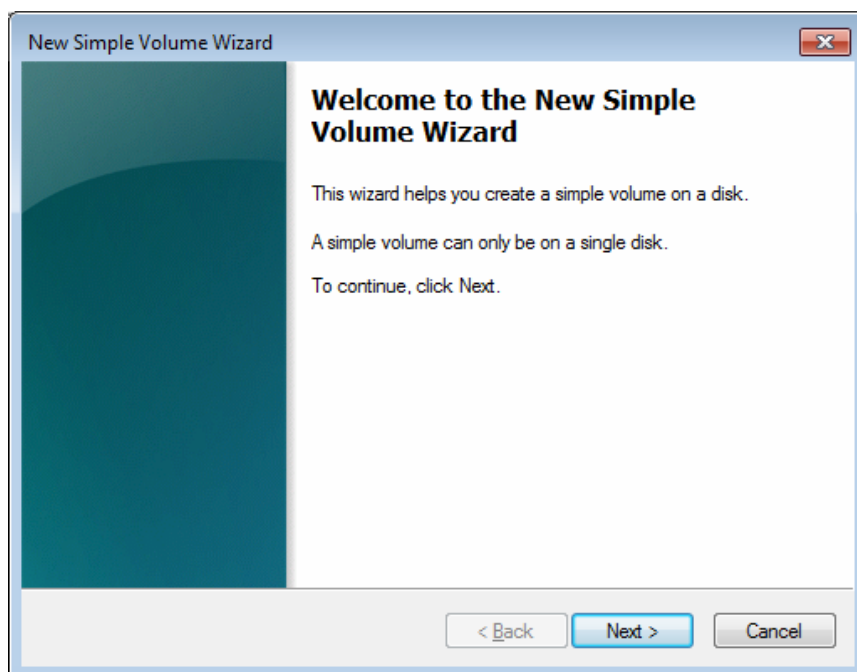 New Simple Volume Wizard
Welcome to the New Simple
Volume Wizard
This wizard helps you create a simple volume on a disk.
A simple volume can only be on a single disk.
To continue, click Next.
< Back
Next >
Cancel